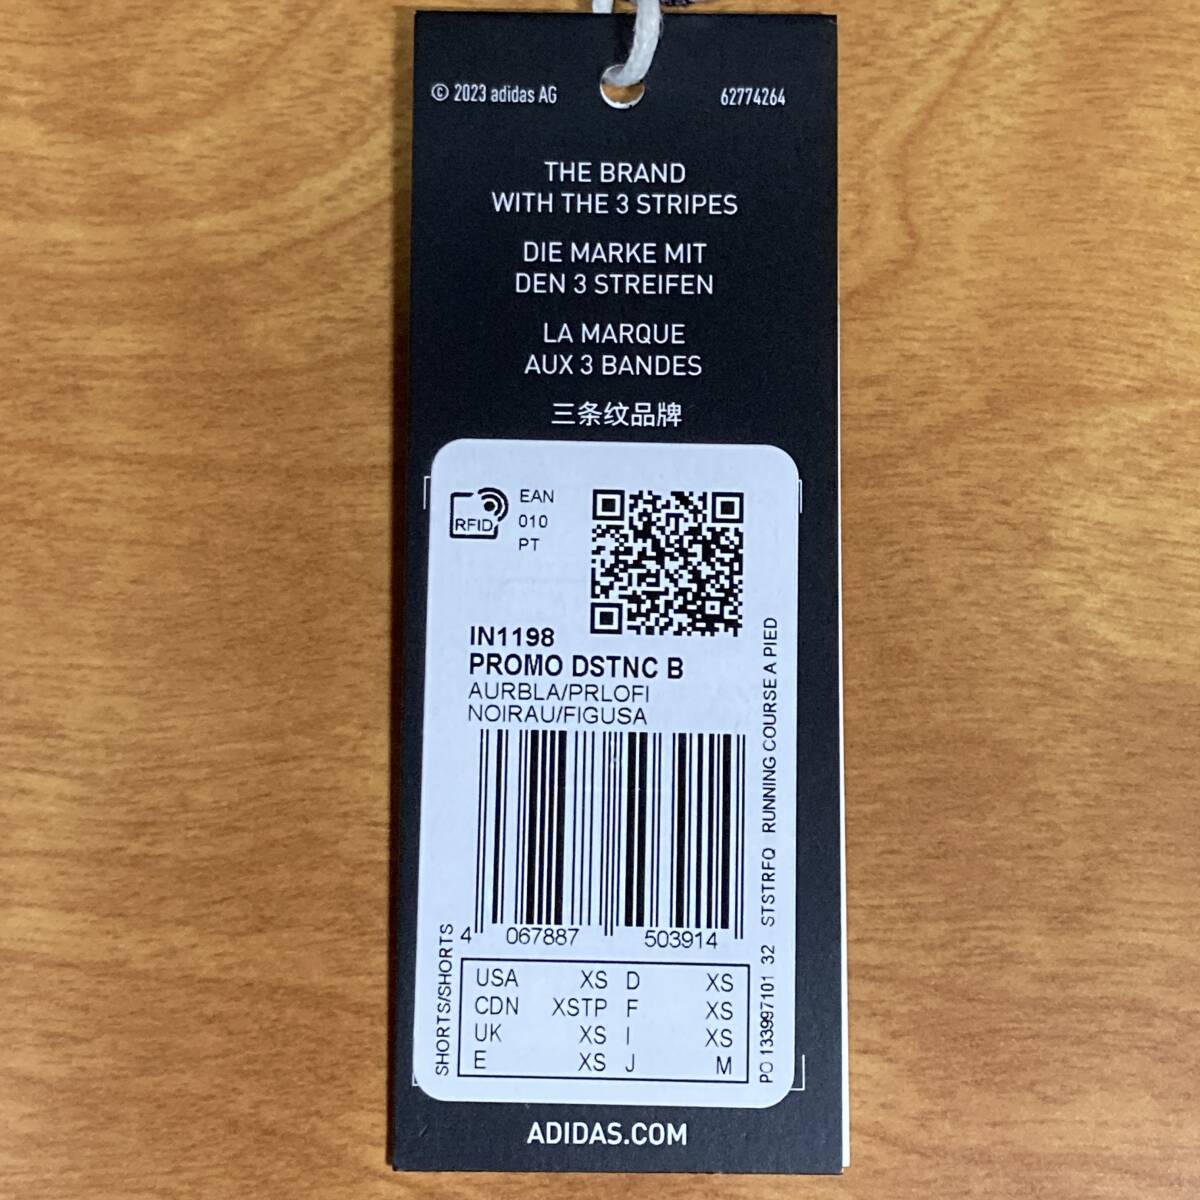 © 2023 adidas AG
62774264
THE BRAND
WITH THE 3 STRIPES
DIE MARKE MIT
DEN 3 STREIFEN
LA MARQUE
AUX 3 BANDES
三条纹品牌
RFID
EAN
010
PT
IN1198
PROMO DSTNC B
AURBLA/PRLOFI
NOIRAU/FIGUSA
4 067887 503914
SHORTS/SHORTS
PO 133997101 32 STSTRFQ RUNNING COURSE A PIED
USA XS D XS
CDN XSTP F XS
UK XS I XS
E XS J M
ADIDAS.COM